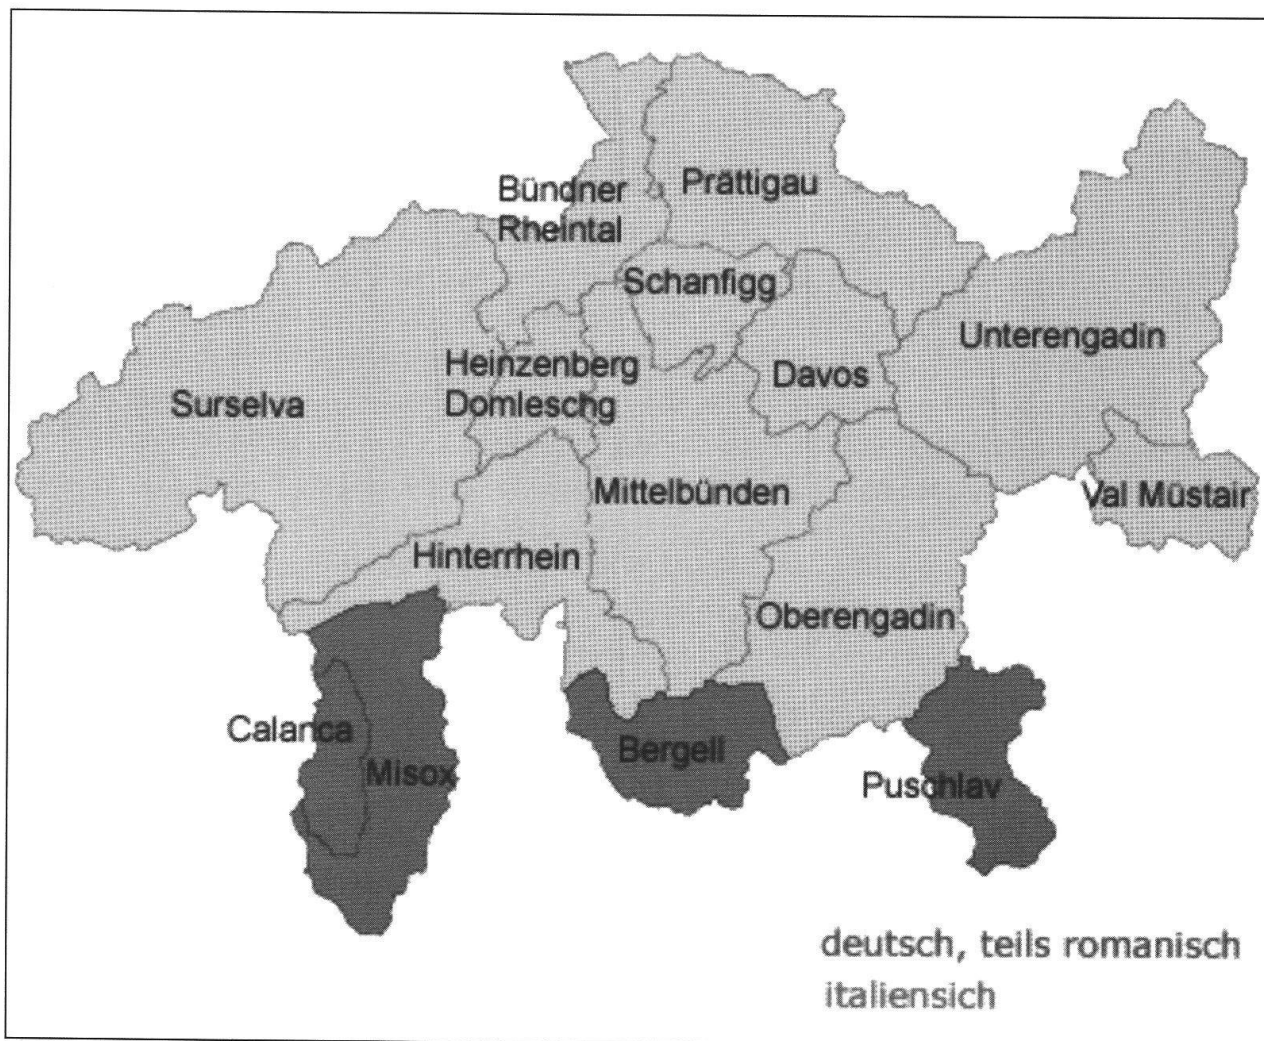 Bündner
Rheintal
Prättigau
Schanfigg
Unterengadin
Heinzenberg
Domleschg
Davos
Surselva
Mittelbünden
Val Müstair
Hinterrhein
Oberengadin
Calanca
Misox
Bergell
Puschlav
deutsch, teils romanisch
italiensich